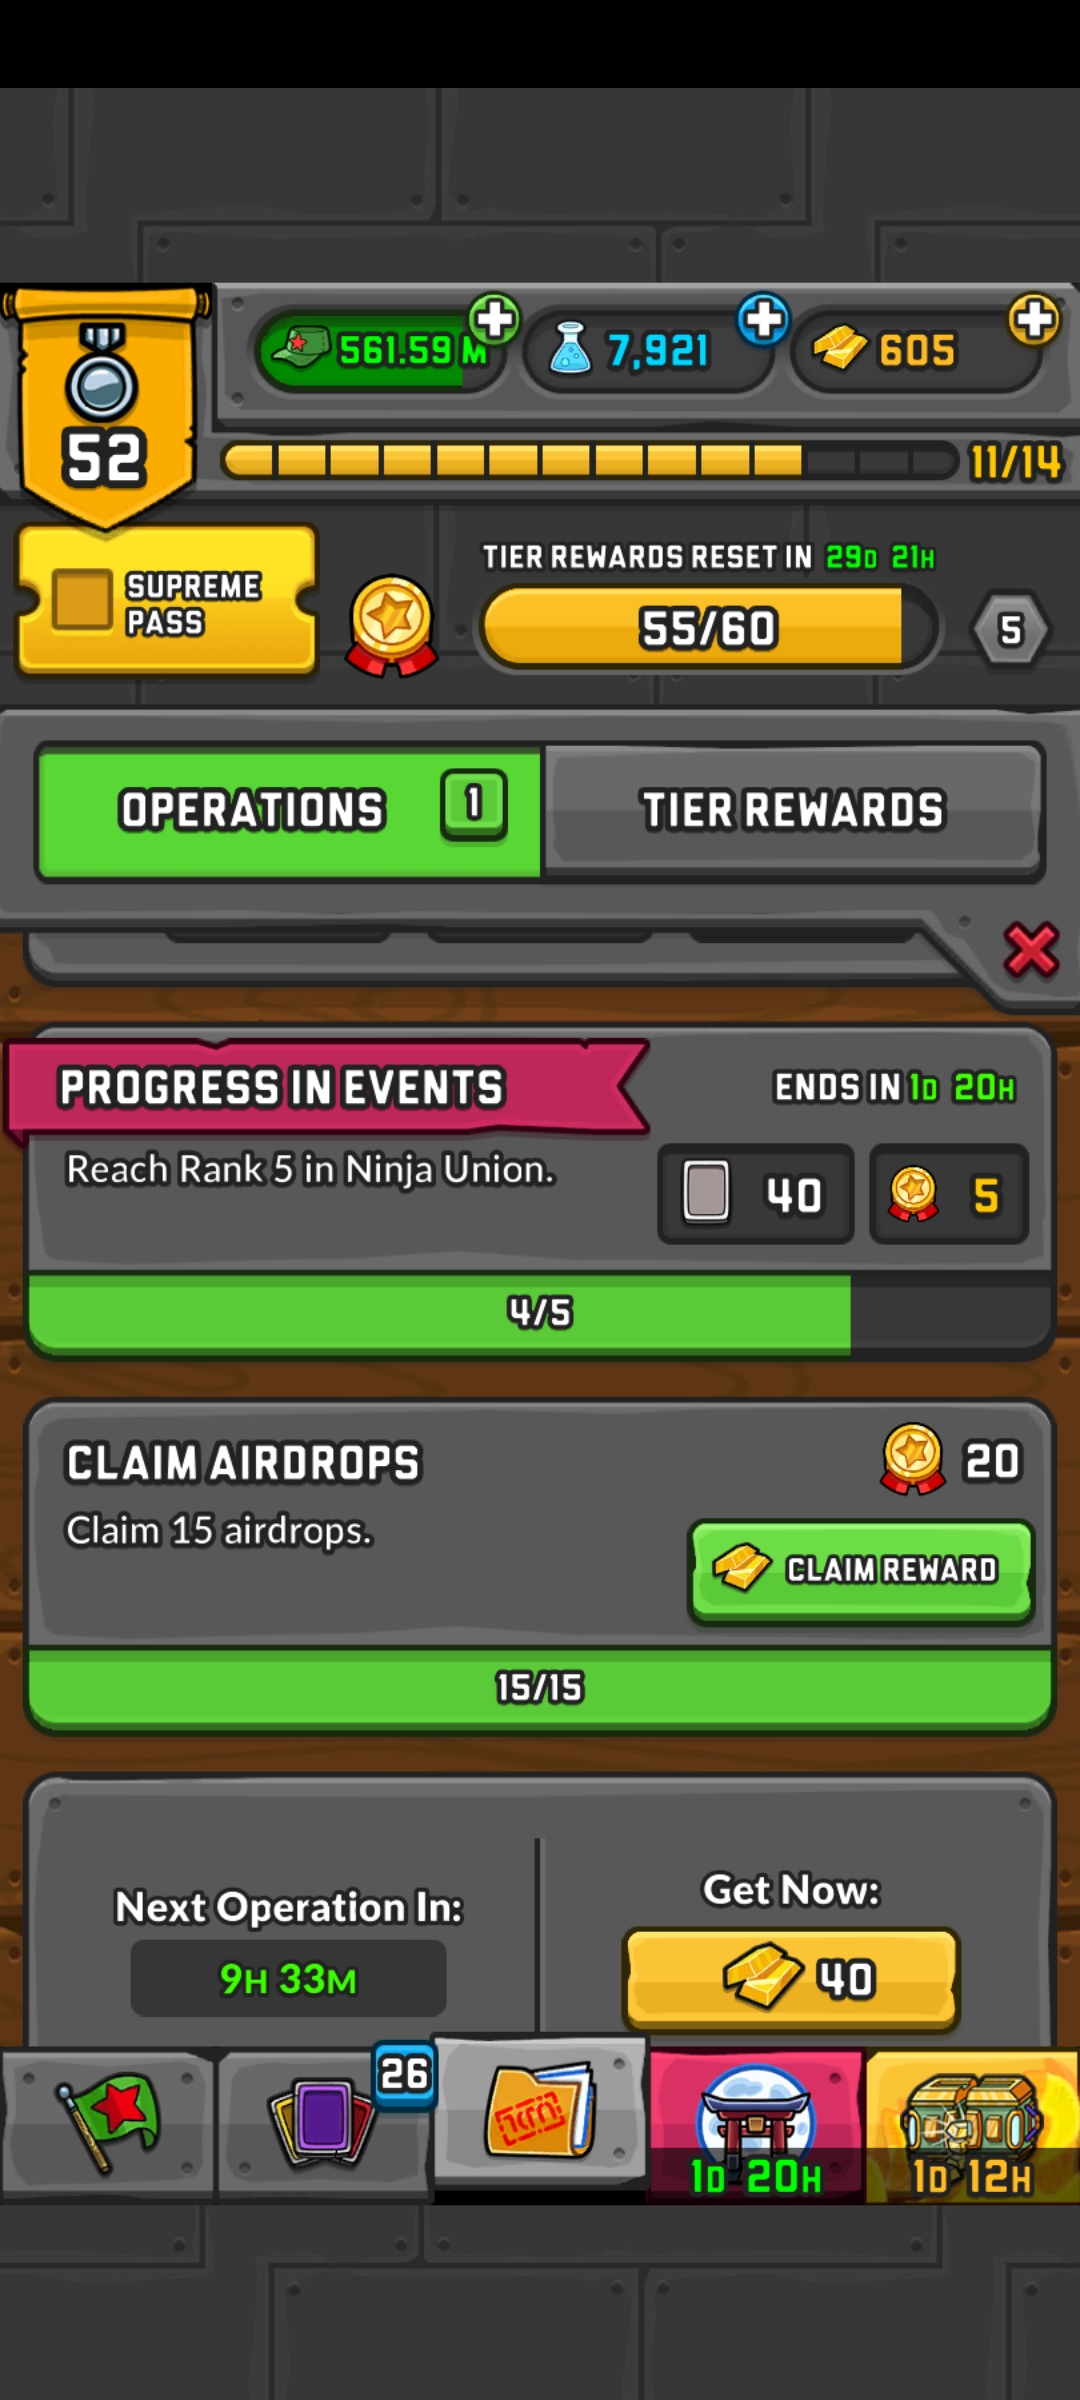 561.59 M
7,921
605
52
11/14
SUPREME
PASS
TIER REWARDS RESET IN 29D 21H
55/60
5
OPERATIONS 1
TIER REWARDS
PROGRESS IN EVENTS
ENDS IN 1D 20H
Reach Rank 5 in Ninja Union.
40
5
4/5
CLAIM AIRDROPS
20
Claim 15 airdrops.
CLAIM REWARD
15/15
Next Operation In:
9H 33M
Get Now:
40
26
1D 20H
1D 12H